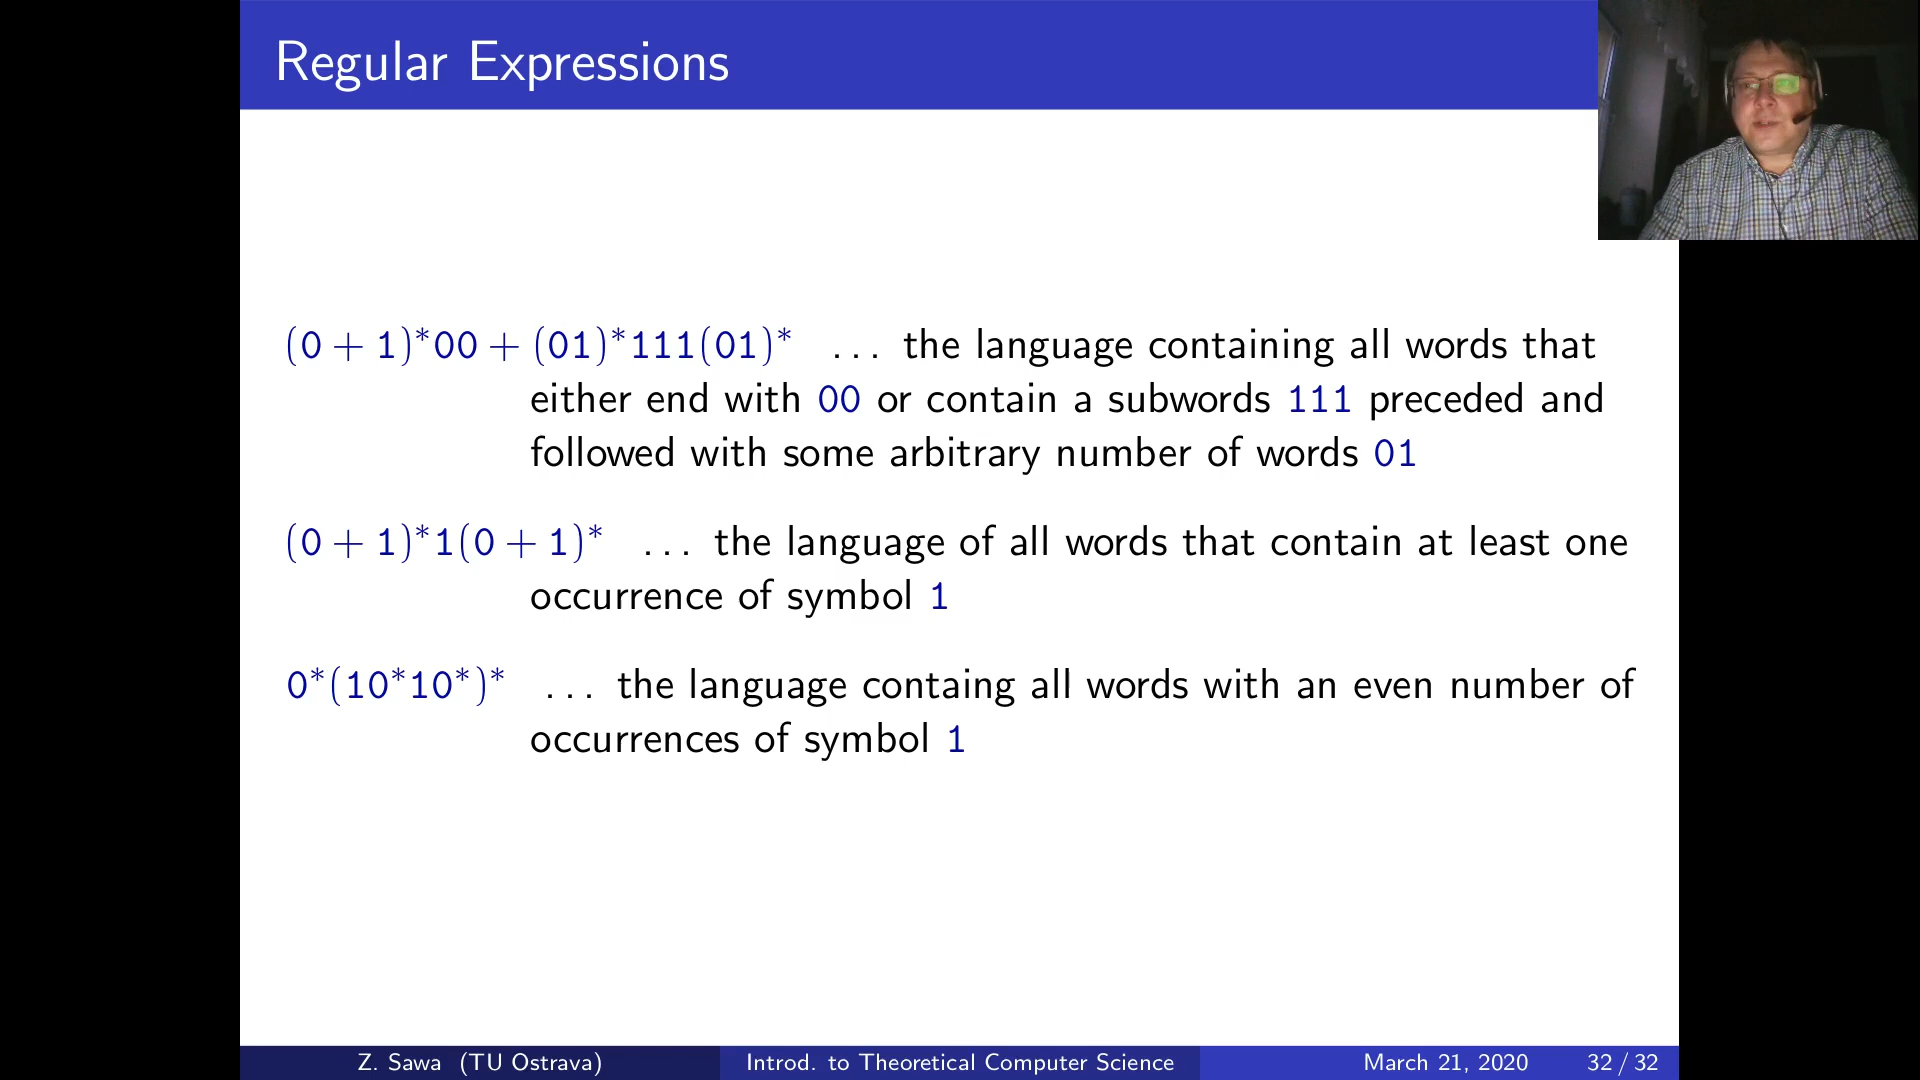 Regular Expressions
(0 + 1)*00 + (01)*111(01)* ... the language containing all words that
either end with 00 or contain a subwords 111 preceded and
followed with some arbitrary number of words 01
(0 + 1)*1(0 + 1)* ... the language of all words that contain at least one
occurrence of symbol 1
0*(10*10*)* ... the language containg all words with an even number of
occurrences of symbol 1
Z. Sawa (TU Ostrava) Introd. to Theoretical Computer Science March 21, 2020 32 / 32